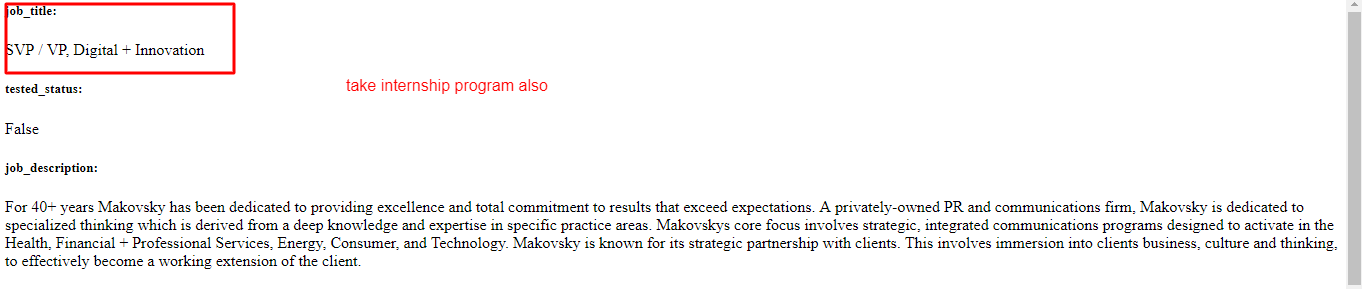 job_title:
SVP / VP, Digital + Innovation
tested_status:
take internship program also
False
job_description:
For 40+ years Makovsky has been dedicated to providing excellence and total commitment to results that exceed expectations. A privately-owned PR and communications firm, Makovsky is dedicated to
specialized thinking which is derived from a deep knowledge and expertise in specific practice areas. Makovskys core focus involves strategic, integrated communications programs designed to activate in the
Health, Financial + Professional Services, Energy, Consumer, and Technology. Makovsky is known for its strategic partnership with clients. This involves immersion into clients business, culture and thinking,
to effectively become a working extension of the client.